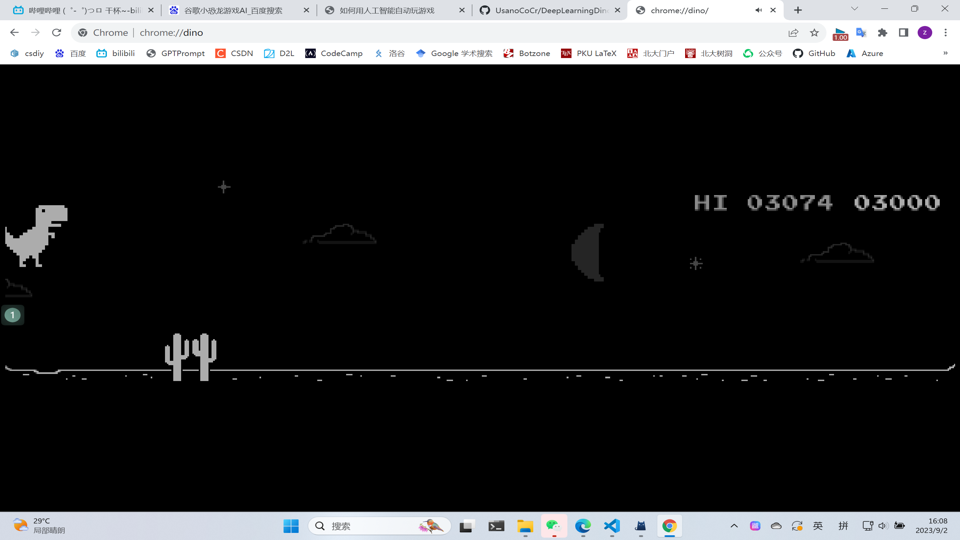 哔哩哔哩 (゜-゜)つロ 干杯~-bili
谷歌小恐龙游戏AI_百度搜索
如何用人工智能自动玩游戏
UsanoCoCr/DeepLearningDin
chrome://dino/
Chrome | chrome://dino
1.00
z
csdiy
百度
bilibili
GPTPrompt
CSDN
D2L
CodeCamp
洛谷
Google 学术搜索
Botzone
PKU LaTeX
北大门户
北大树洞
公众号
GitHub
Azure
»
HI 03074 03000
1
29°C
局部晴朗
搜索
英
拼
16:08
2023/9/2